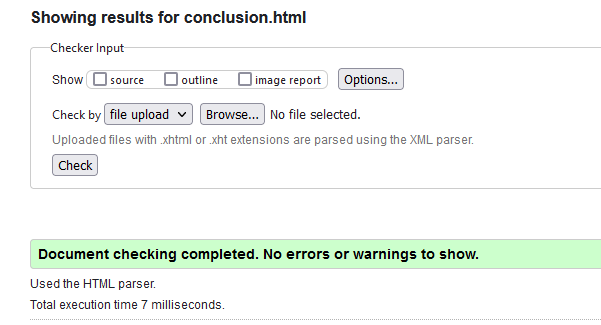 Showing results for conclusion.html
Checker Input
Show source outline image report Options...
Check by file upload Browse... No file selected.
Uploaded files with .xhtml or .xht extensions are parsed using the XML parser.
Check
Document checking completed. No errors or warnings to show.
Used the HTML parser.
Total execution time 7 milliseconds.